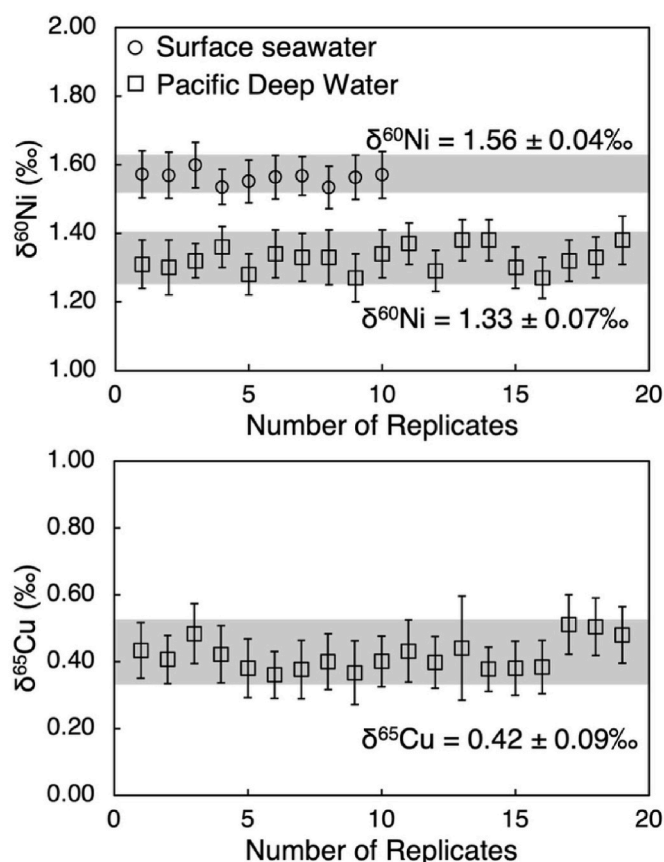 2.00
○ Surface seawater
□ Pacific Deep Water
1.80
δ⁶⁰Ni = 1.56 ± 0.04‰
1.60
δ⁶⁰Ni (‰)
1.40
1.20
δ⁶⁰Ni = 1.33 ± 0.07‰
1.00
0 5 10 15 20
Number of Replicates
1.00
0.80
0.60
δ⁶⁵Cu (‰)
0.40
0.20
δ⁶⁵Cu = 0.42 ± 0.09‰
0.00
0 5 10 15 20
Number of Replicates